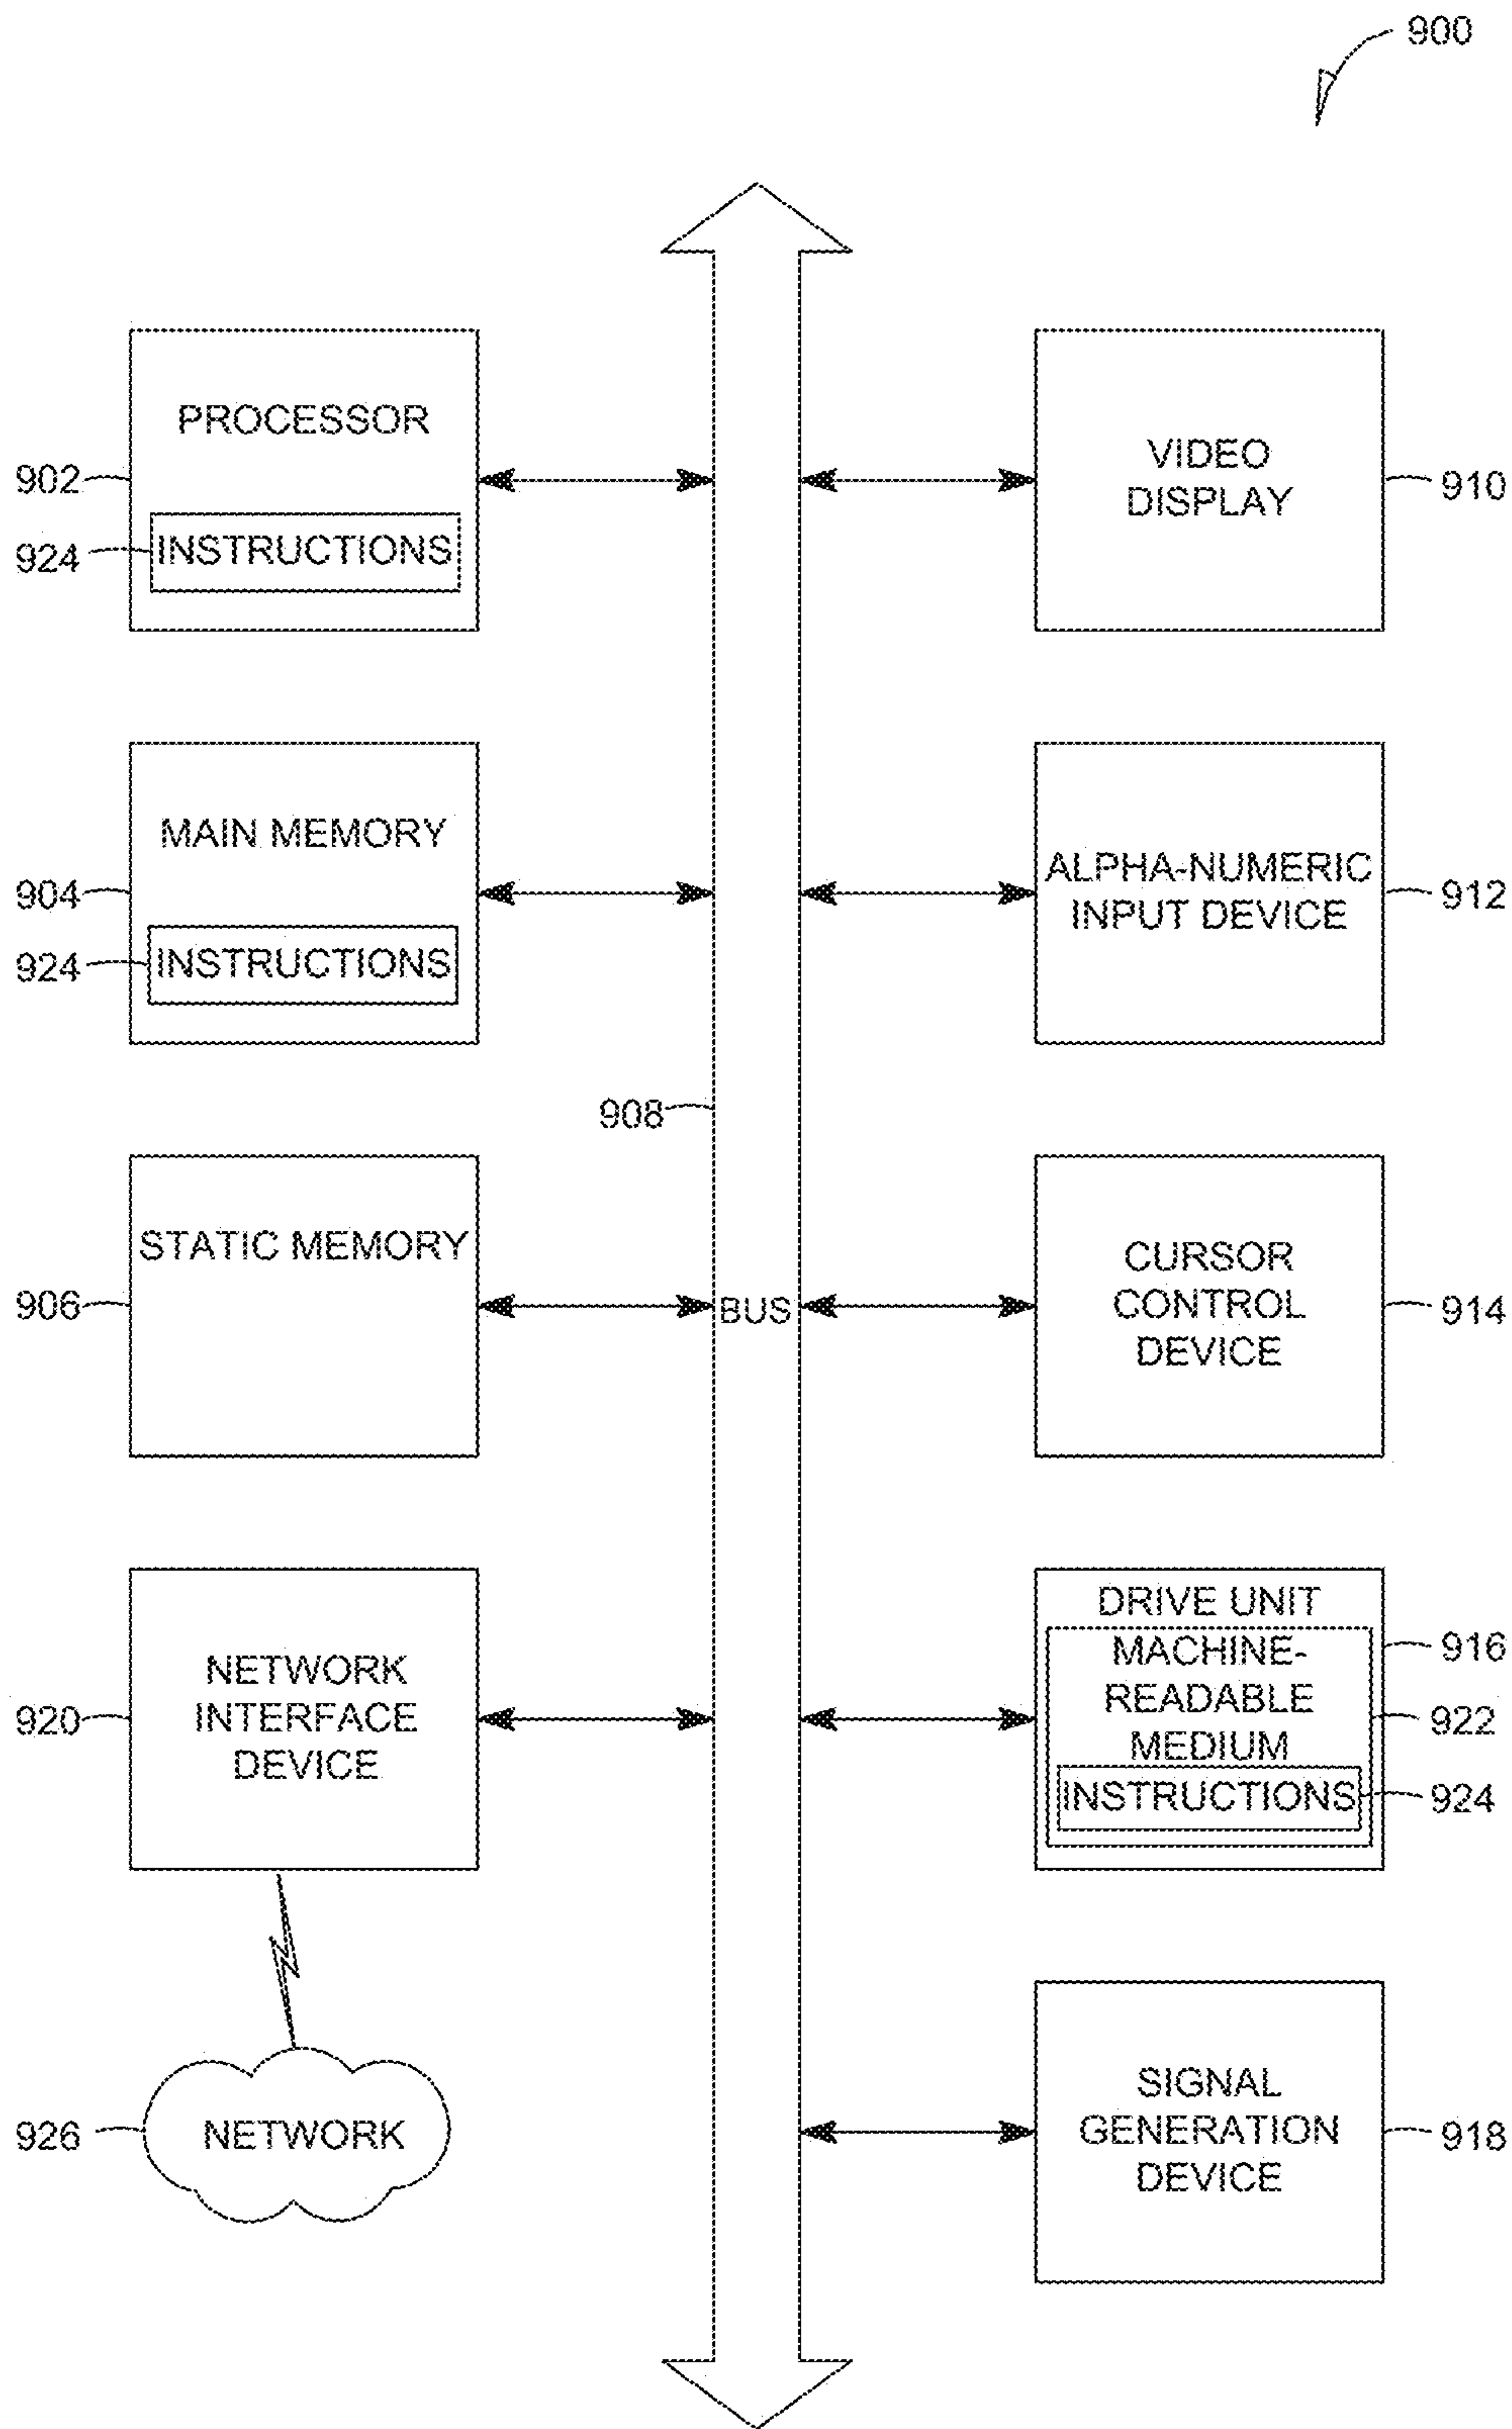 900
PROCESSOR
902
924
INSTRUCTIONS
VIDEO
DISPLAY
910
MAIN MEMORY
904
924
INSTRUCTIONS
ALPHA-NUMERIC
INPUT DEVICE
912
908
STATIC MEMORY
906
BUS
CURSOR
CONTROL
DEVICE
914
NETWORK
INTERFACE
DEVICE
920
DRIVE UNIT
916
MACHINE-
READABLE
MEDIUM
922
INSTRUCTIONS
924
926
NETWORK
SIGNAL
GENERATION
DEVICE
918